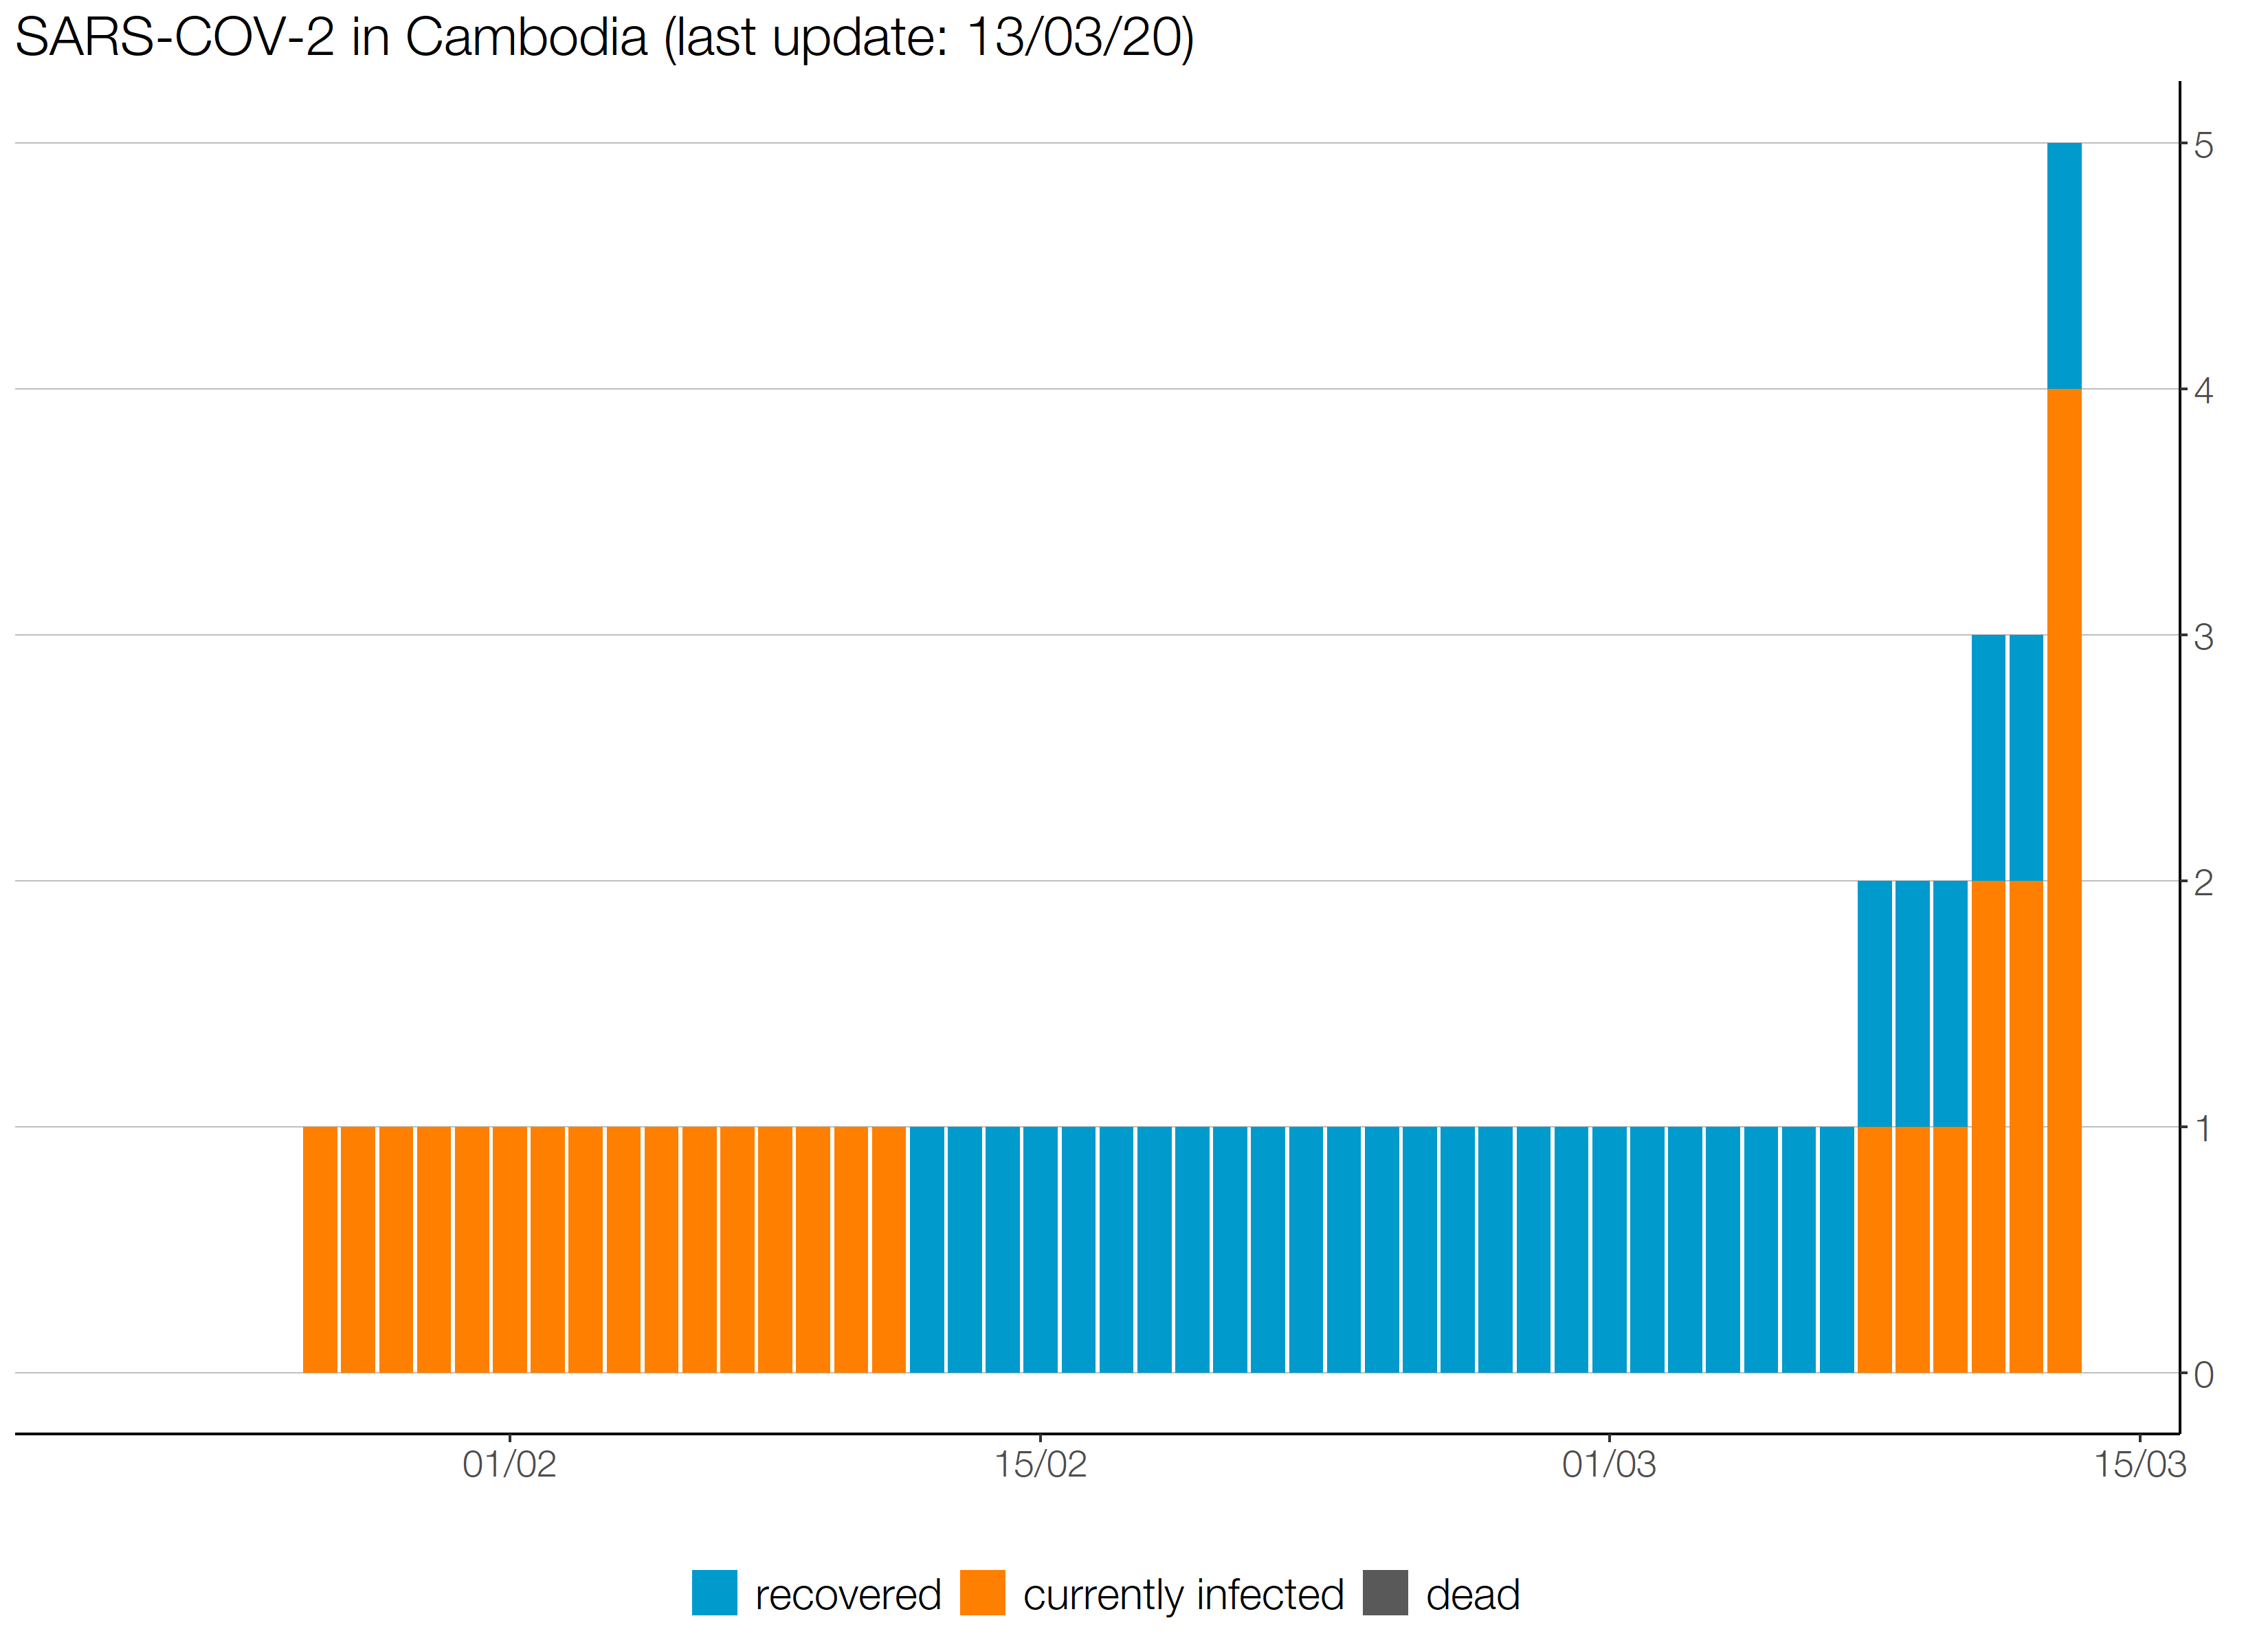 SARS-COV-2 in Cambodia (last update: 13/03/20)
5
4
3
2
1
0
01/02 15/02 01/03 15/03
recovered currently infected dead